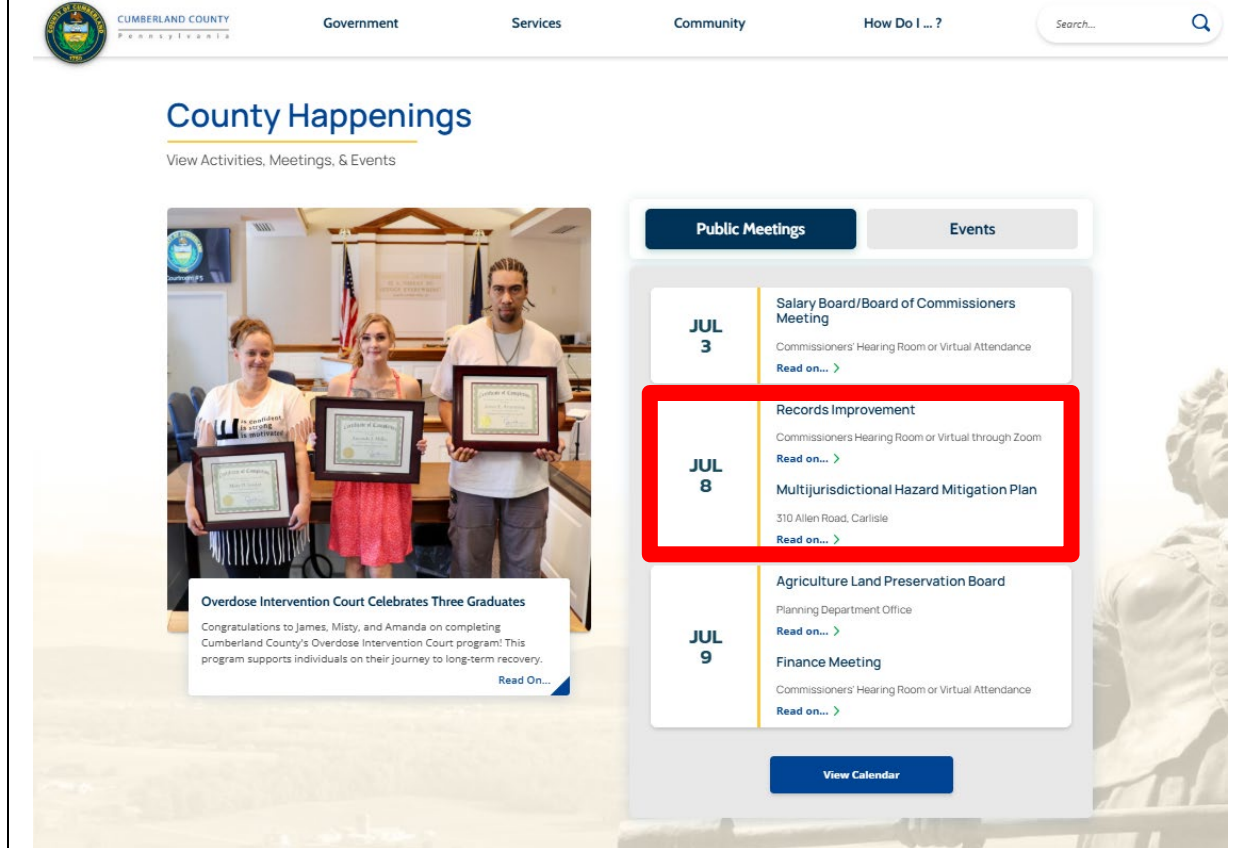 CUMBERLAND COUNTY
Pennsylvania
Government
Services
Community
How Do I ... ?
Search...
County Happenings
View Activities, Meetings, & Events
Courtroom #5
Overdose Intervention Court Celebrates Three Graduates
Congratulations to James, Misty, and Amanda on completing
Cumberland County's Overdose Intervention Court program! This
program supports individuals on their journey to long-term recovery.
Read On...
Public Meetings
Events
JUL
3
Salary Board/Board of Commissioners
Meeting
Commissioners' Hearing Room or Virtual Attendance
Read on... >
JUL
8
Records Improvement
Commissioners Hearing Room or Virtual through Zoom
Read on... >
Multijurisdictional Hazard Mitigation Plan
310 Allen Road, Carlisle
Read on... >
JUL
9
Agriculture Land Preservation Board
Planning Department Office
Read on... >
Finance Meeting
Commissioners' Hearing Room or Virtual Attendance
Read on... >
View Calendar